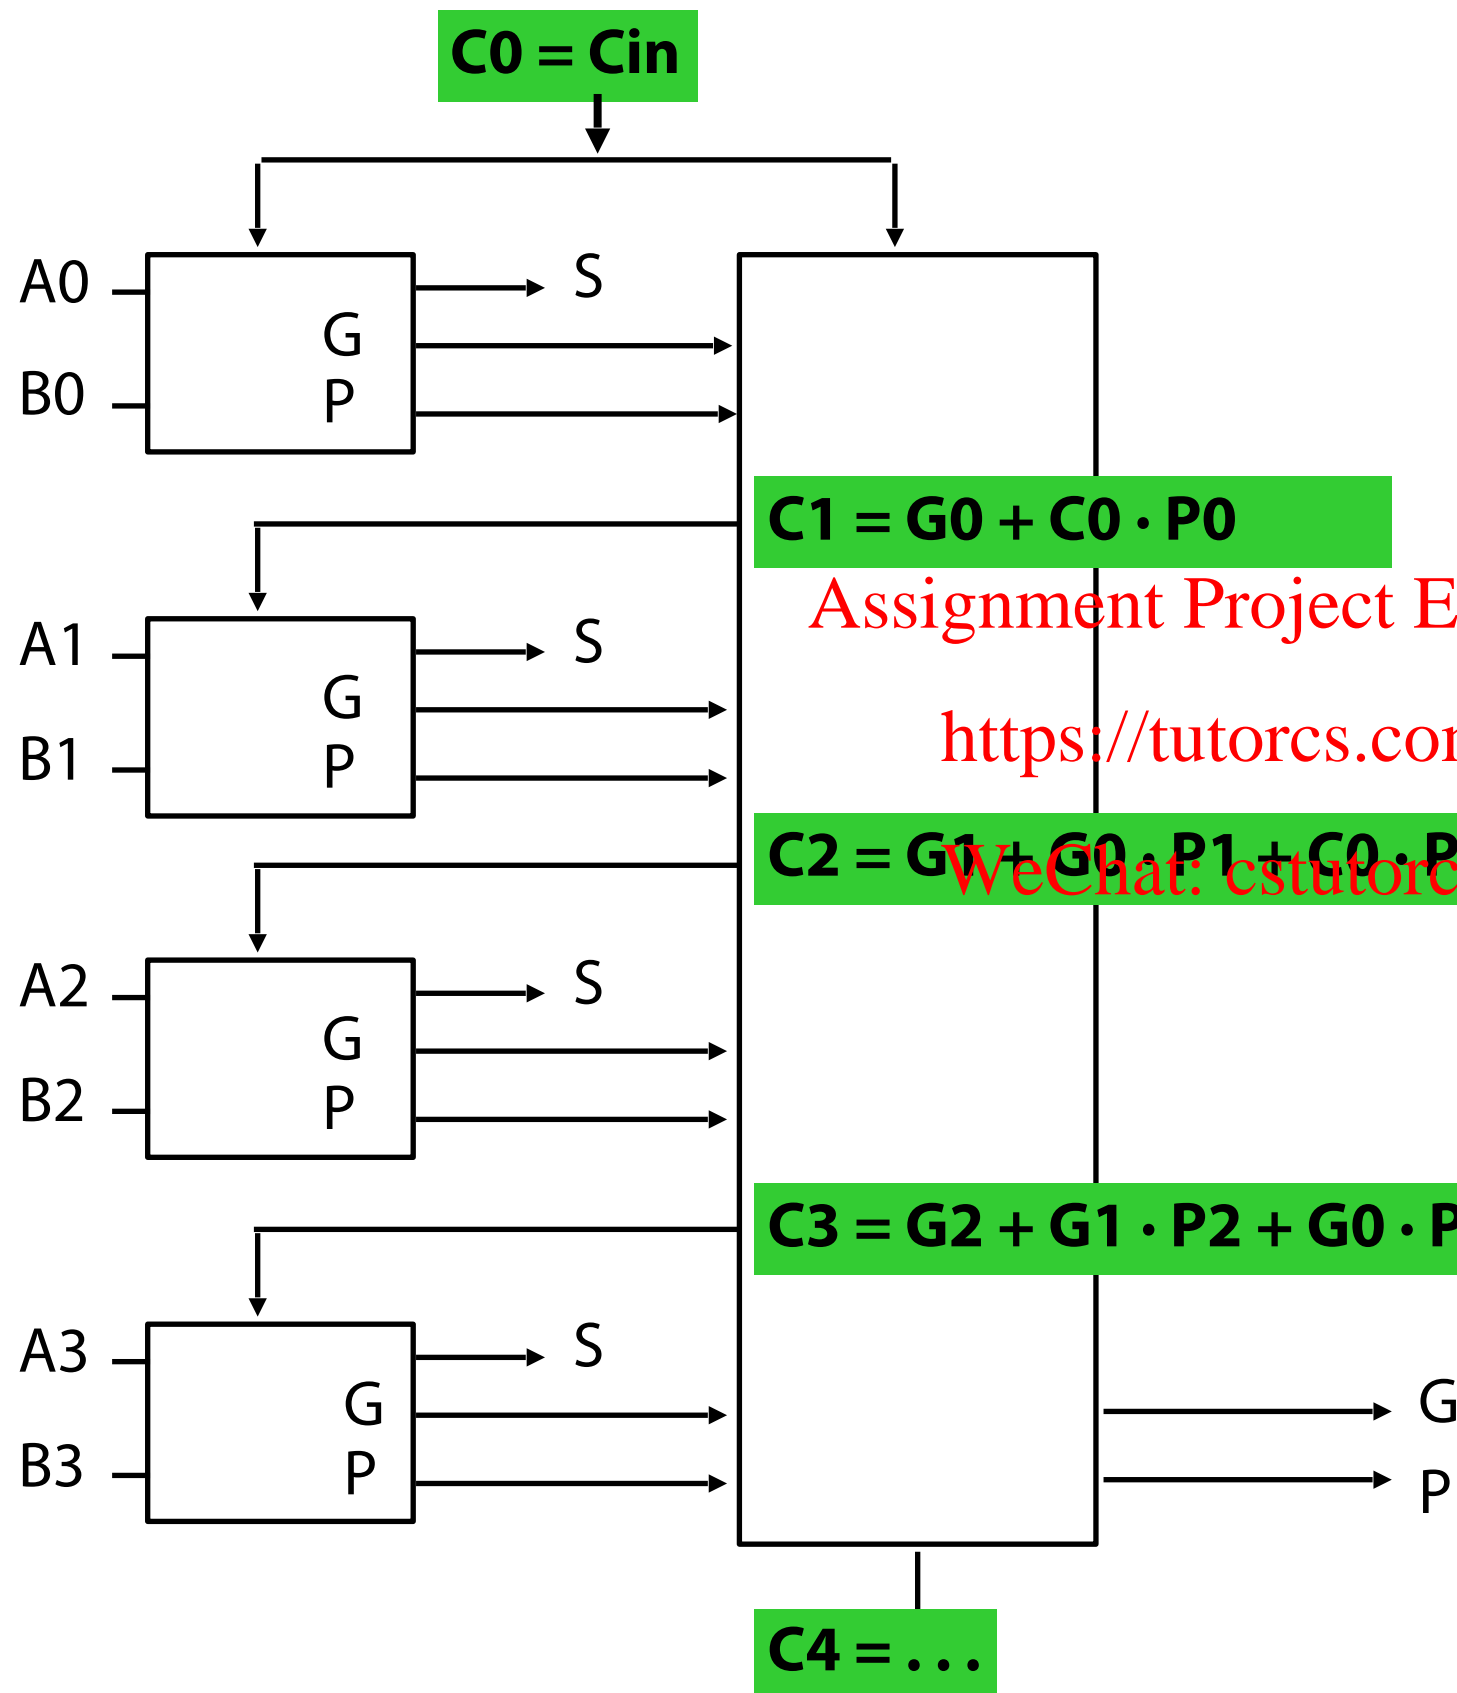 C0 = Cin
A0
S
G
B0
P
C1 = G0 + C0 · P0
Assignment Project E
A1
S
G
B1
P
https://tutorcs.com
C2 = G1 + G0 · P1 + C0 · P
WeChat: cstutorc
A2
S
G
B2
P
C3 = G2 + G1 · P2 + G0 · P
A3
S
G
G
B3
P
P
C4 = . . .